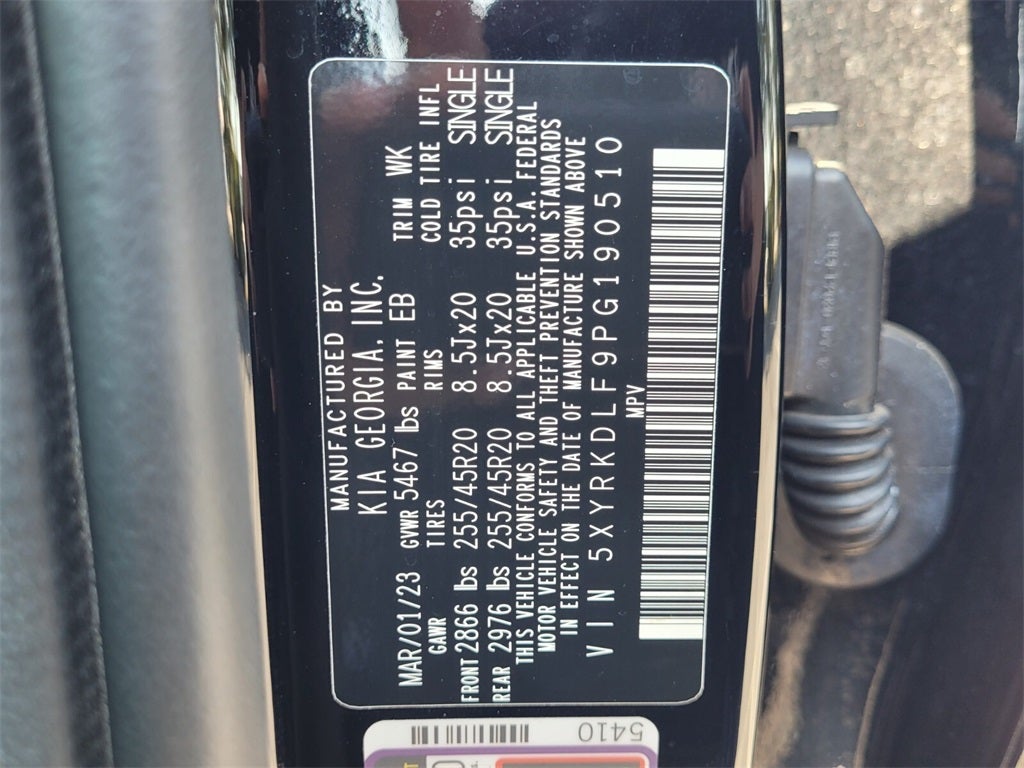 MANUFACTURED BY
KIA GEORGIA, INC.
MAR/01/23 GVWR 5467 lbs PAINT EB TRIM WK
GAWR TIRES RIMS COLD TIRE INFL
FRONT 2866 lbs 255/45R20 8.5Jx20 35psi SINGLE
REAR 2976 lbs 255/45R20 8.5Jx20 35psi SINGLE
THIS VEHICLE CONFORMS TO ALL APPLICABLE U.S.A. FEDERAL
MOTOR VEHICLE SAFETY AND THEFT PREVENTION STANDARDS
IN EFFECT ON THE DATE OF MANUFACTURE SHOWN ABOVE
VIN 5XYRKDLF9PG190510
MPV
5410